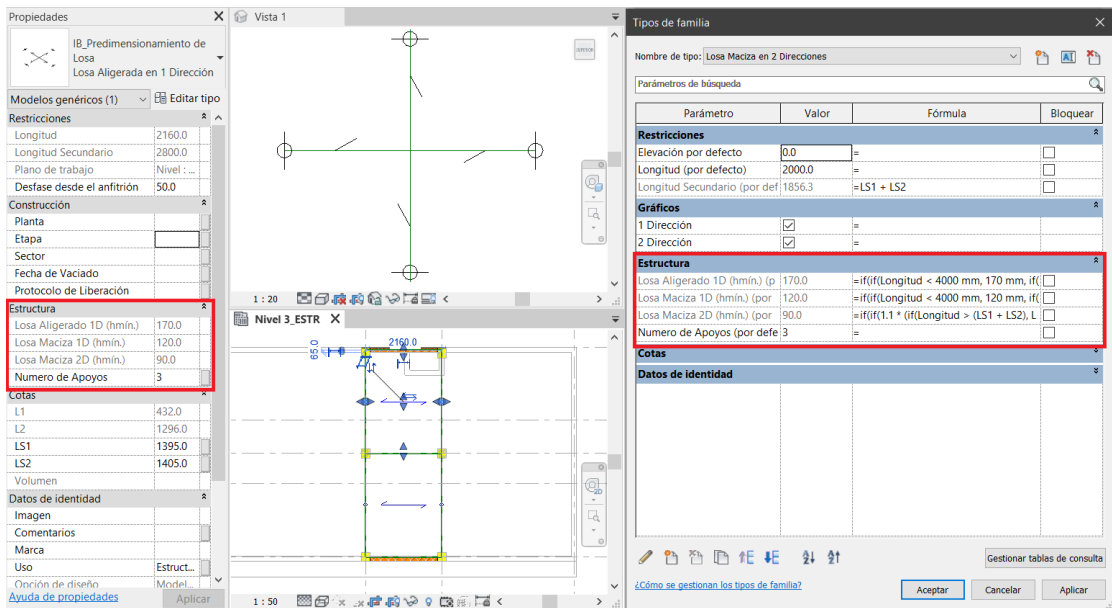 Propiedades
IB_Predimensionamiento de
Losa
Losa Aligerada en 1 Dirección
Modelos genéricos (1)
Editar tipo
Restricciones
Longitud 2160.0
Longitud Secundario 2800.0
Plano de trabajo Nivel : ...
Desfase desde el anfitrión 50.0
Construcción
Planta
Etapa
Sector
Fecha de Vaciado
Protocolo de Liberación
Estructura
Losa Aligerado 1D (hmín.) 170.0
Losa Maciza 1D (hmín.) 120.0
Losa Maciza 2D (hmín.) 90.0
Numero de Apoyos 3
Cotas
L1 432.0
L2 1296.0
LS1 1395.0
LS2 1405.0
Volumen
Datos de identidad
Imagen
Comentarios
Marca
Uso Estruct...
Opción de diseño Model...
Ayuda de propiedades
Aplicar
Vista 1
1 : 20
Nivel 3_ESTR
65.0
2160.0
2D
1 : 50
Tipos de familia
Nombre de tipo: Losa Maciza en 2 Direcciones
Parámetros de búsqueda
Parámetro Valor Fórmula Bloquear
Restricciones
Elevación por defecto 0.0 =
Longitud (por defecto) 2000.0 =
Longitud Secundario (por def 1856.3 =LS1 + LS2
Gráficos
1 Dirección =
2 Dirección =
Estructura
Losa Aligerado 1D (hmín.) (p 170.0 =if(if(Longitud < 4000 mm, 170 mm, if(
Losa Maciza 1D (hmín.) (por 120.0 =if(if(Longitud < 4000 mm, 120 mm, if(
Losa Maciza 2D (hmín.) (por 90.0 =if(if(1.1 * (if(Longitud > (LS1 + LS2), L
Numero de Apoyos (por defe 3 =
Cotas
Datos de identidad
Gestionar tablas de consulta
¿Cómo se gestionan los tipos de familia?
Aceptar
Cancelar
Aplicar